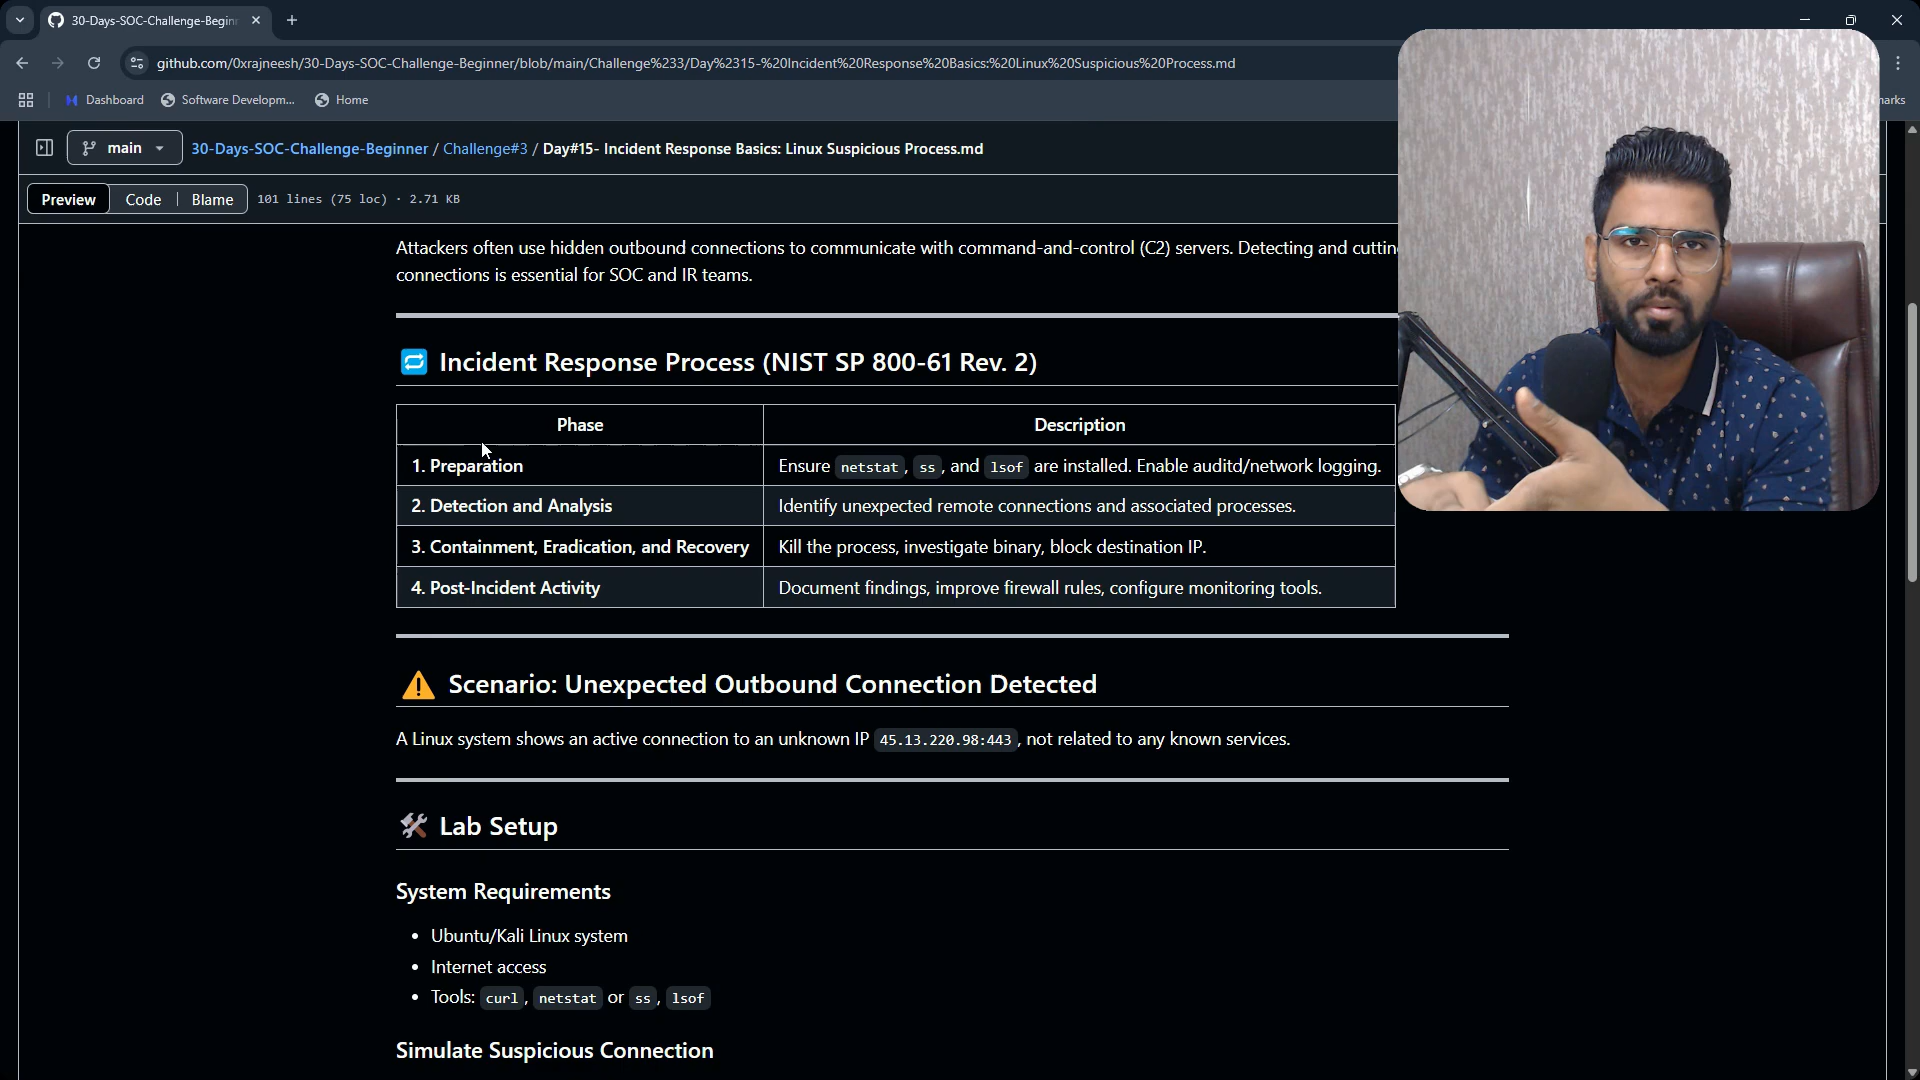 30-Days-SOC-Challenge-Begin
github.com/0xrajneesh/30-Days-SOC-Challenge-Beginner/blob/main/Challenge%233/Day%2315-%20Incident%20Response%20Basics:%20Linux%20Suspicious%20Process.md
Dashboard Software Developm... Home arks
main 30-Days-SOC-Challenge-Beginner / Challenge#3 / Day#15- Incident Response Basics: Linux Suspicious Process.md
Preview Code Blame 101 lines (75 loc) · 2.71 KB
Attackers often use hidden outbound connections to communicate with command-and-control (C2) servers. Detecting and cuttin
connections is essential for SOC and IR teams.
Incident Response Process (NIST SP 800-61 Rev. 2)
Phase Description
1. Preparation Ensure netstat, ss, and lsof are installed. Enable auditd/network logging.
2. Detection and Analysis Identify unexpected remote connections and associated processes.
3. Containment, Eradication, and Recovery Kill the process, investigate binary, block destination IP.
4. Post-Incident Activity Document findings, improve firewall rules, configure monitoring tools.
Scenario: Unexpected Outbound Connection Detected
A Linux system shows an active connection to an unknown IP 45.13.220.98:443, not related to any known services.
Lab Setup
System Requirements
• Ubuntu/Kali Linux system
• Internet access
• Tools: curl, netstat or ss, lsof
Simulate Suspicious Connection